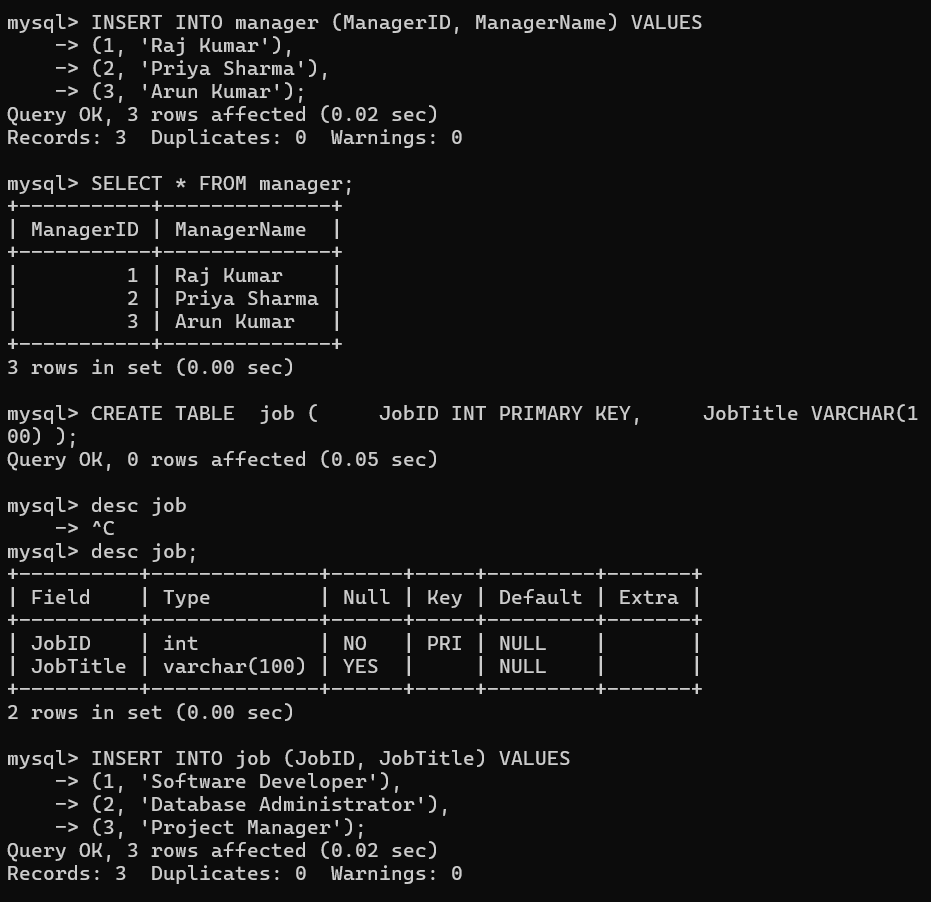 mysql> INSERT INTO manager (ManagerID, ManagerName) VALUES
    -> (1, 'Raj Kumar'),
    -> (2, 'Priya Sharma'),
    -> (3, 'Arun Kumar');
Query OK, 3 rows affected (0.02 sec)
Records: 3  Duplicates: 0  Warnings: 0

mysql> SELECT * FROM manager;
+-----------+--------------+
| ManagerID | ManagerName  |
+-----------+--------------+
|         1 | Raj Kumar    |
|         2 | Priya Sharma |
|         3 | Arun Kumar   |
+-----------+--------------+
3 rows in set (0.00 sec)

mysql> CREATE TABLE  job (     JobID INT PRIMARY KEY,     JobTitle VARCHAR(1
00) );
Query OK, 0 rows affected (0.05 sec)

mysql> desc job
    -> ^C
mysql> desc job;
+----------+--------------+------+-----+---------+-------+
| Field    | Type         | Null | Key | Default | Extra |
+----------+--------------+------+-----+---------+-------+
| JobID    | int          | NO   | PRI | NULL    |       |
| JobTitle | varchar(100) | YES  |     | NULL    |       |
+----------+--------------+------+-----+---------+-------+
2 rows in set (0.00 sec)

mysql> INSERT INTO job (JobID, JobTitle) VALUES
    -> (1, 'Software Developer'),
    -> (2, 'Database Administrator'),
    -> (3, 'Project Manager');
Query OK, 3 rows affected (0.02 sec)
Records: 3  Duplicates: 0  Warnings: 0